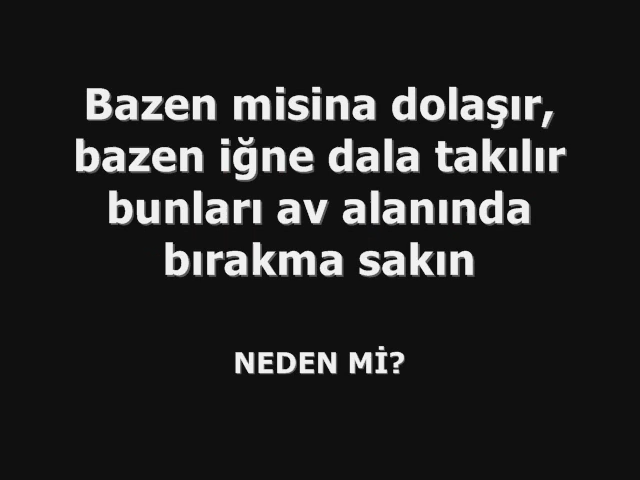 Bazen misina dolaşır,
bazen iğne dala takılır
bunları av alanında
bırakma sakın
NEDEN Mİ?